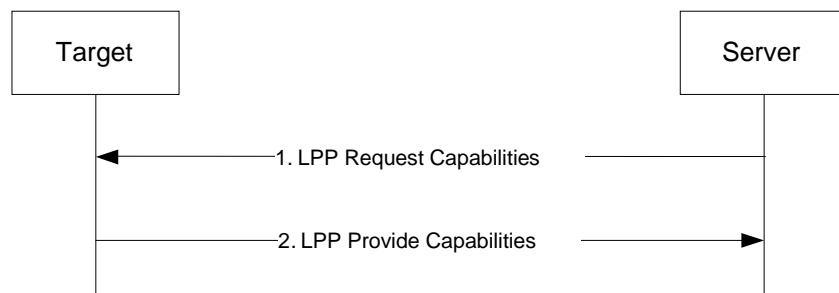 Target
Server
1. LPP Request Capabilities
2. LPP Provide Capabilities